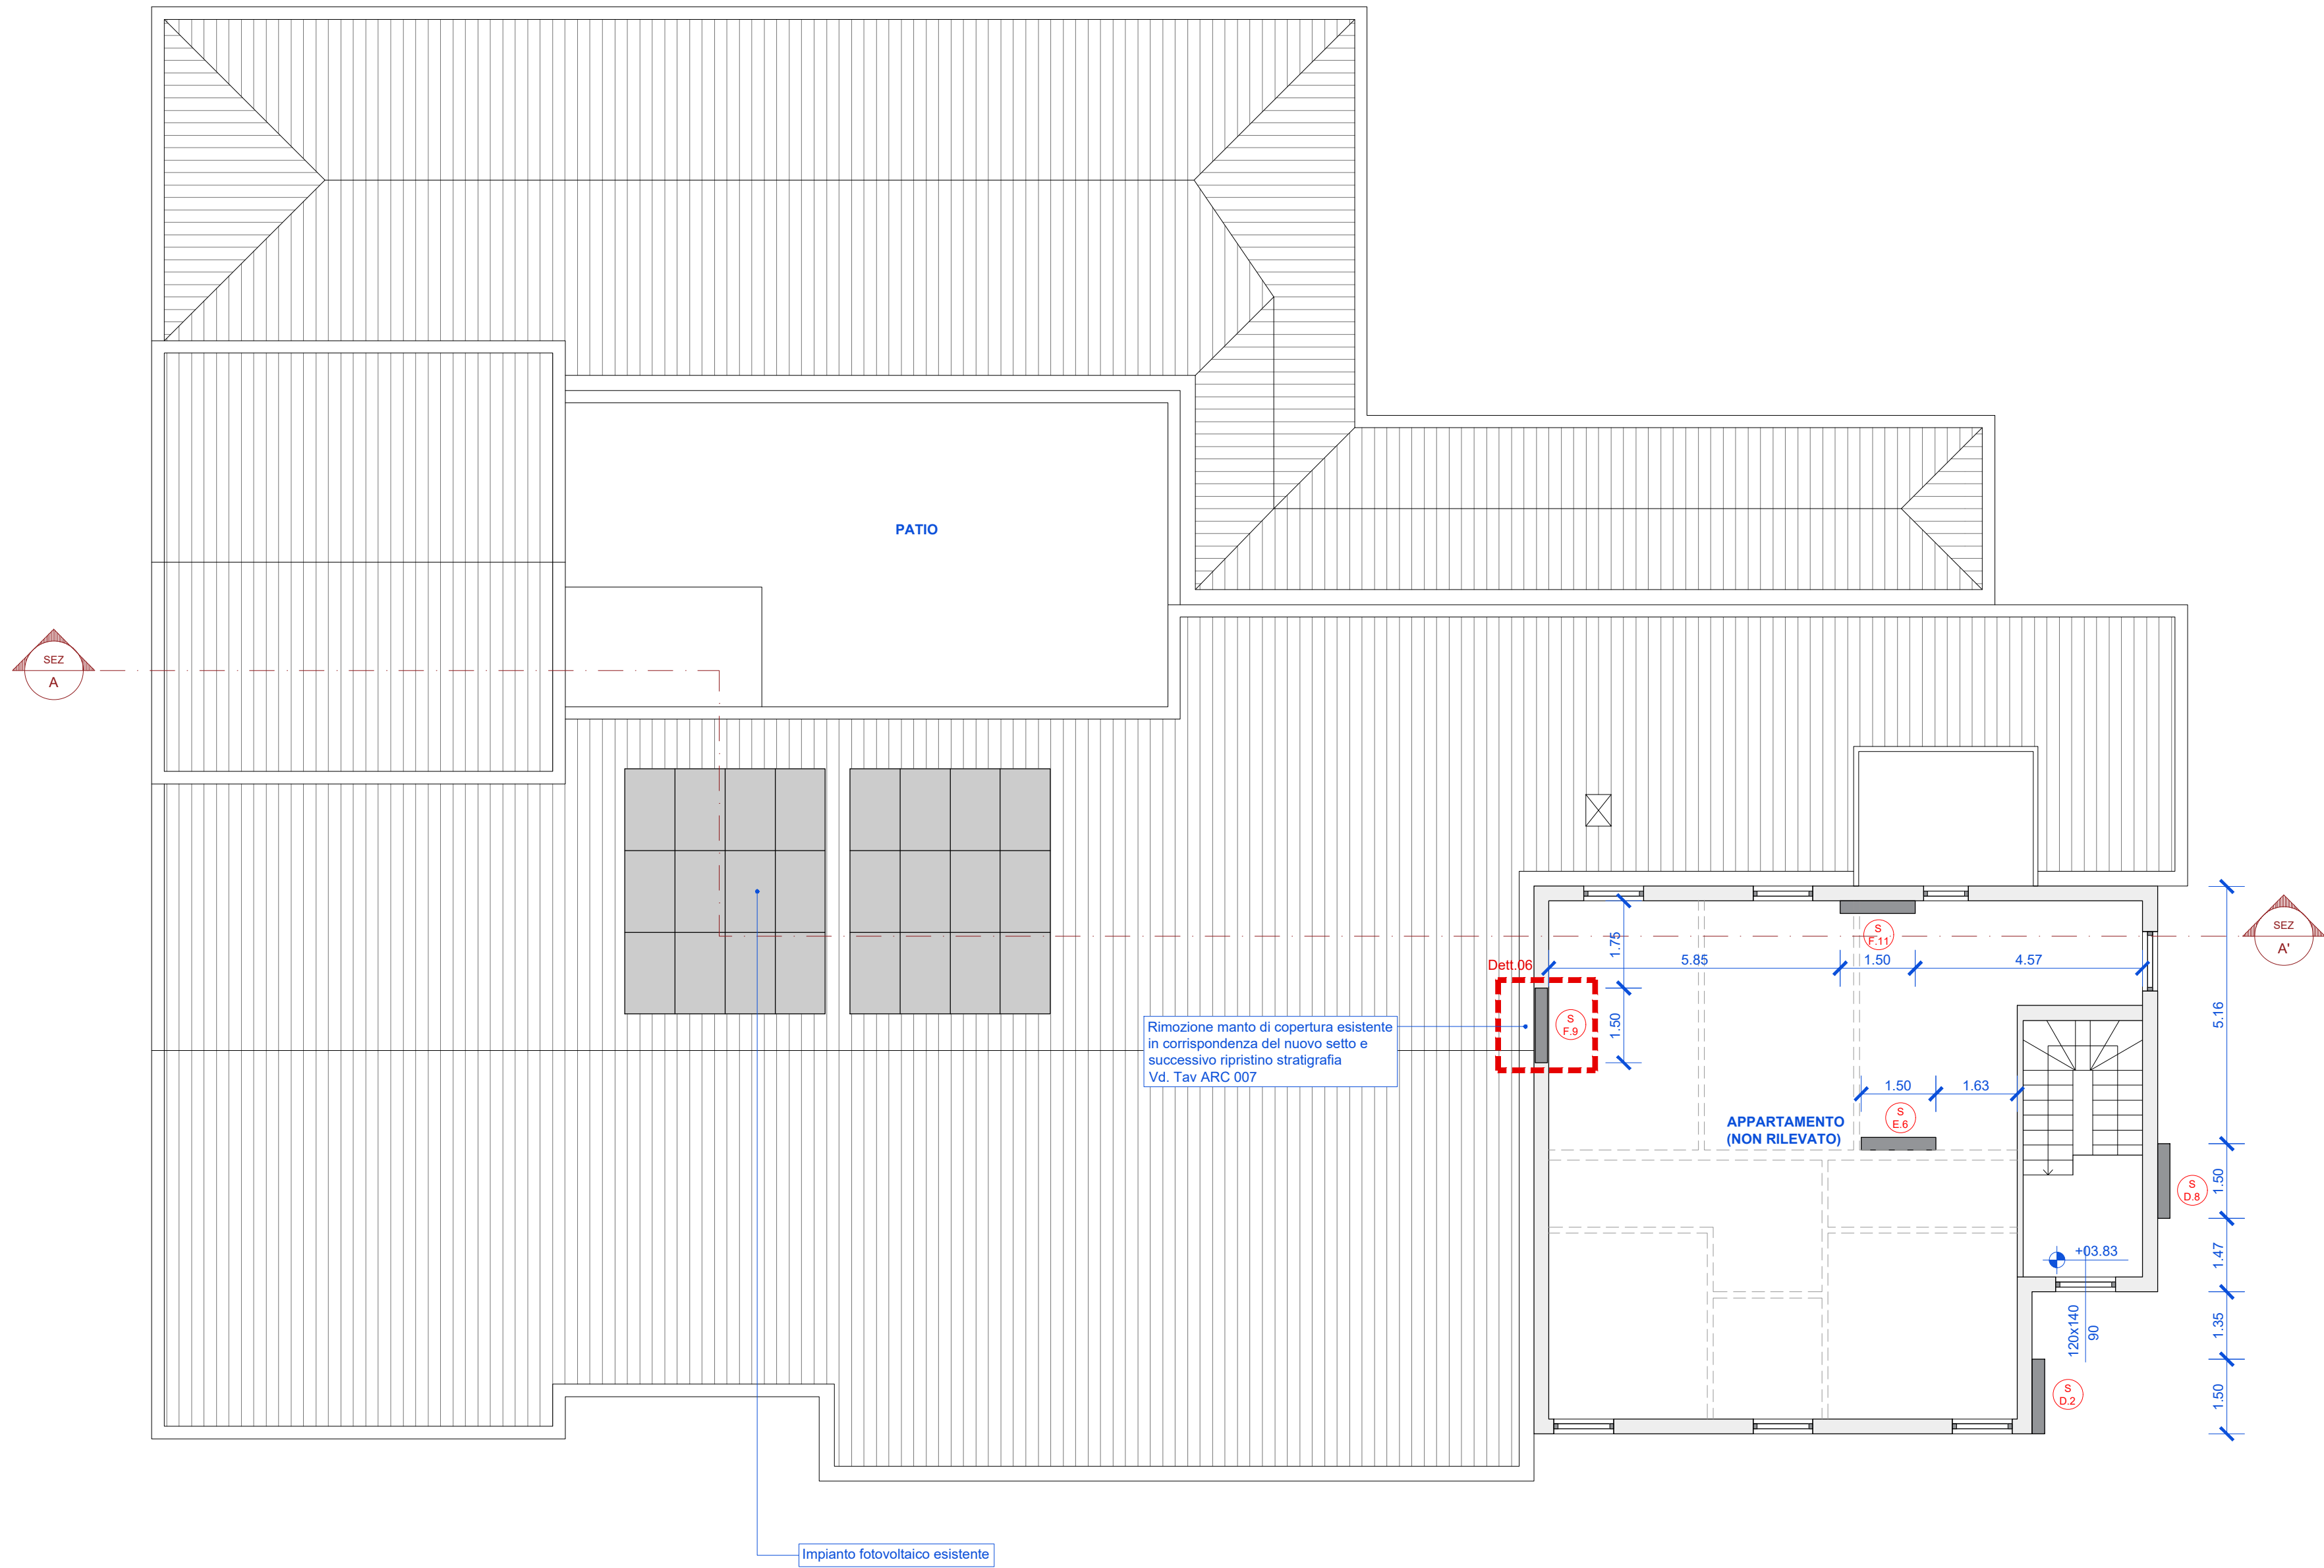 PATIO
SEZ
A
SEZ
A'
S
F.11
5.85
1.50
4.57
1.75
1.50
Dett.06
S
F.9
Rimozione manto di copertura esistente
in corrispondenza del nuovo setto e
successivo ripristino stratigrafia
Vd. Tav ARC 007
5.16
1.50
1.63
S
E.6
APPARTAMENTO
(NON RILEVATO)
S
D.8
1.50
+03.83
1.47
120x140
90
1.35
S
D.2
1.50
Impianto fotovoltaico esistente